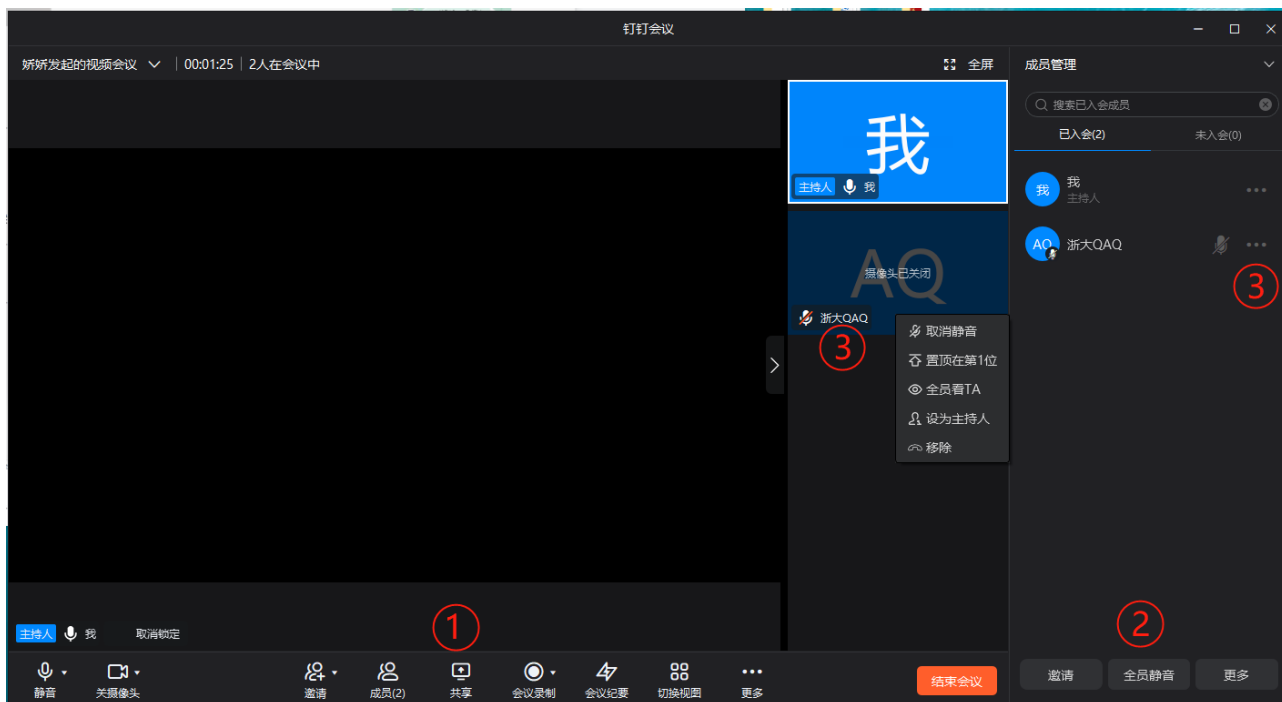 钉钉会议
娇娇发起的视频会议 00:01:25 2人在会议中
全屏
成员管理
搜索已入会成员
已入会(2) 未入会(0)
我
主持人 我
我 我
主持人
AQ 浙大QAQ
③
AQ
摄像头已关闭
浙大QAQ
③
取消静音
置顶在第1位
全员看TA
设为主持人
移除
主持人 我 取消锁定
①
②
静音 关摄像头 邀请 成员(2) 共享 会议录制 会议纪要 切换视图 更多 结束会议
邀请 全员静音 更多